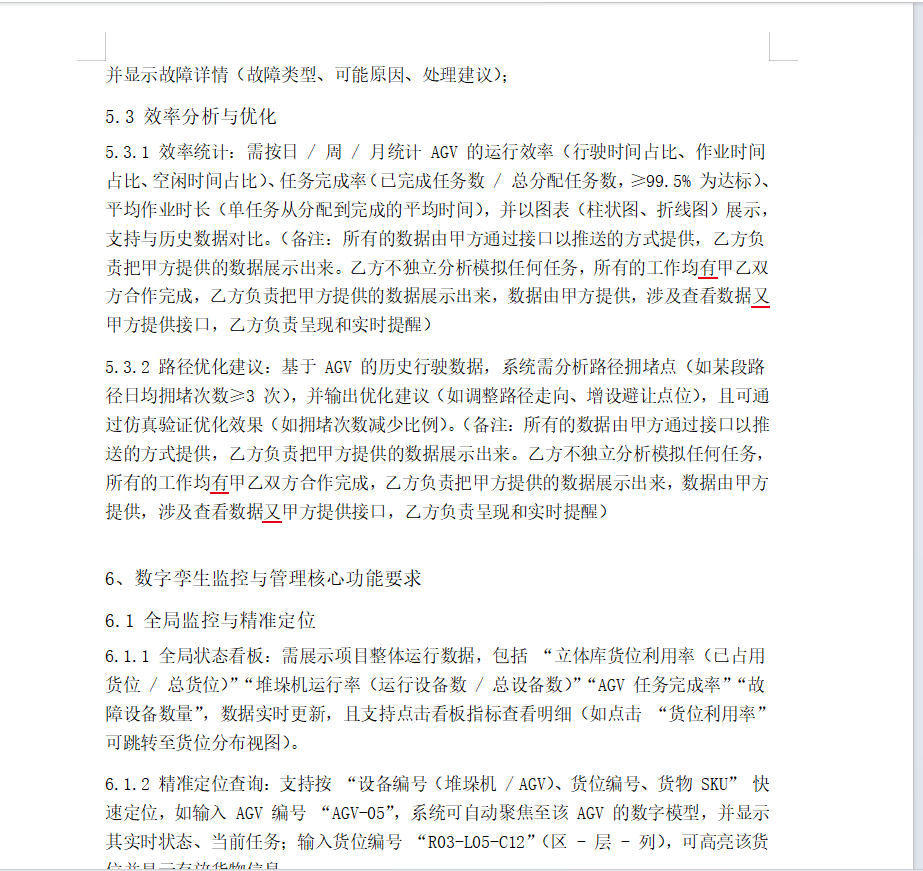 并显示故障详情（故障类型、可能原因、处理建议）；
5.3 效率分析与优化
5.3.1 效率统计：需按日 / 周 / 月统计 AGV 的运行效率（行驶时间占比、作业时间
占比、空闲时间占比）、任务完成率（已完成任务数 / 总分配任务数，≥99.5% 为达标）、
平均作业时长（单任务从分配到完成的平均时间），并以图表（柱状图、折线图）展示，
支持与历史数据对比。（备注：所有的数据由甲方通过接口以推送的方式提供，乙方负
责把甲方提供的数据展示出来。乙方不独立分析模拟任何任务，所有的工作均有甲乙双
方合作完成，乙方负责把甲方提供的数据展示出来，数据由甲方提供，涉及查看数据又
甲方提供接口，乙方负责呈现和实时提醒）
5.3.2 路径优化建议：基于 AGV 的历史行驶数据，系统需分析路径拥堵点（如某段路
径日均拥堵次数≥3 次），并输出优化建议（如调整路径走向、增设避让点位），且可通
过仿真验证优化效果（如拥堵次数减少比例）。（备注：所有的数据由甲方通过接口以推
送的方式提供，乙方负责把甲方提供的数据展示出来。乙方不独立分析模拟任何任务，
所有的工作均有甲乙双方合作完成，乙方负责把甲方提供的数据展示出来，数据由甲方
提供，涉及查看数据又甲方提供接口，乙方负责呈现和实时提醒）
6、数字孪生监控与管理核心功能要求
6.1 全局监控与精准定位
6.1.1 全局状态看板：需展示项目整体运行数据，包括 “立体库货位利用率（已占用
货位 / 总货位）”“堆垛机运行率（运行设备数 / 总设备数）”“AGV 任务完成率”“故
障设备数量”，数据实时更新，且支持点击看板指标查看明细（如点击 “货位利用率”
可跳转至货位分布视图）。
6.1.2 精准定位查询：支持按 “设备编号（堆垛机 / AGV）、货位编号、货物 SKU” 快
速定位，如输入 AGV 编号 “AGV-05”，系统可自动聚焦至该 AGV 的数字模型，并显示
其实时状态、当前任务；输入货位编号 “R03-L05-C12”（区 - 层 - 列），可高亮该货
位并显示存放货物信息